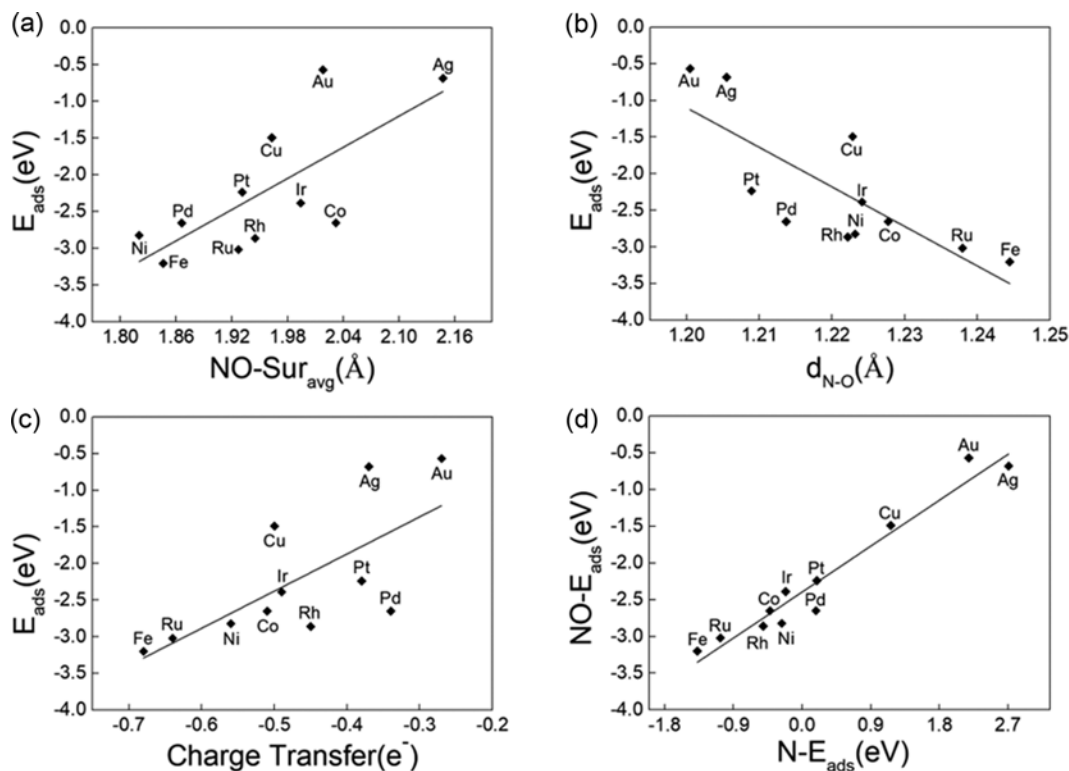 (a)
0.0
-0.5
-1.0
-1.5
-2.0
-2.5
-3.0
-3.5
-4.0
E_ads(eV)
Ag
Au
Cu
Pt
Ir
Pd
Co
Rh
Ni
Ru
Fe
1.80 1.86 1.92 1.98 2.04 2.10 2.16
NO-Sur_avg(Å)
(b)
0.0
-0.5
-1.0
-1.5
-2.0
-2.5
-3.0
-3.5
-4.0
E_ads(eV)
Au
Ag
Cu
Pt
Ir
Pd
Ni
Rh
Co
Ru
Fe
1.20 1.21 1.22 1.23 1.24 1.25
d_N-O(Å)
(c)
0.0
-0.5
-1.0
-1.5
-2.0
-2.5
-3.0
-3.5
-4.0
E_ads(eV)
Au
Ag
Cu
Pt
Ir
Pd
Rh
Co
Ru
Ni
Fe
-0.7 -0.6 -0.5 -0.4 -0.3 -0.2
Charge Transfer(e⁻)
(d)
0.0
-0.5
-1.0
-1.5
-2.0
-2.5
-3.0
-3.5
-4.0
NO-E_ads(eV)
Au
Ag
Cu
Pt
Ir
Co
Pd
Ru
Rh
Ni
Fe
-1.8 -0.9 0.0 0.9 1.8 2.7
N-E_ads(eV)